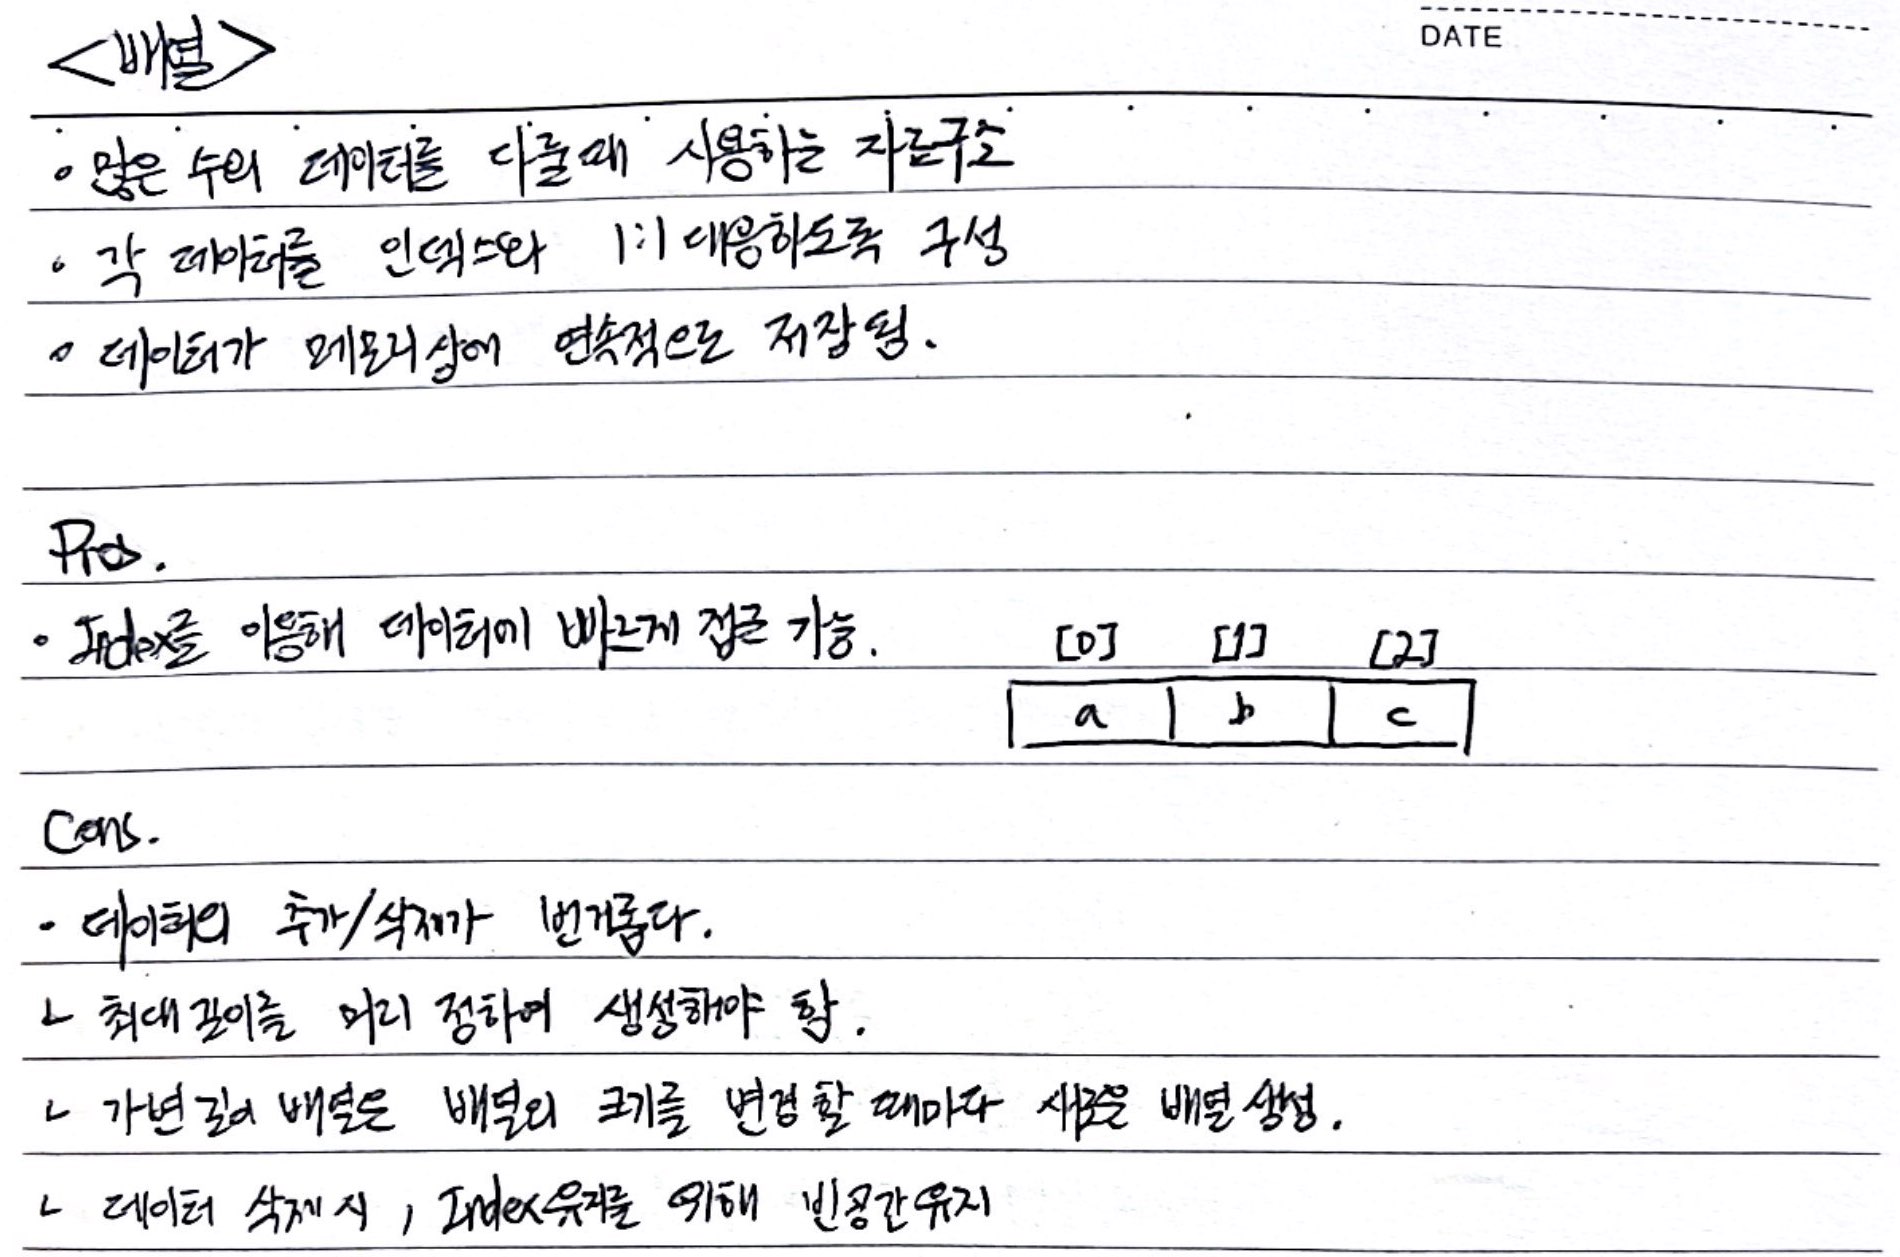 DATE
<배열>
• 많은 수의 데이터를 다룰 때 사용하는 자료구조
• 각 데이터를 인덱스와 1:1 대응하도록 구성
• 데이터가 메모리 상에 연속적으로 저장됨.
Pros.
• Index를 이용해 데이터에 빠르게 접근 가능.
[0] [1] [2]
a b c
Cons.
• 데이터의 추가/삭제가 번거롭다.
ㄴ 최대 길이를 미리 정하여 생성해야 함.
ㄴ 가변 길이 배열은 배열의 크기를 변경할 때마다 새로운 배열 생성.
ㄴ 데이터 삭제 시, Index 유지를 위해 빈공간 유지